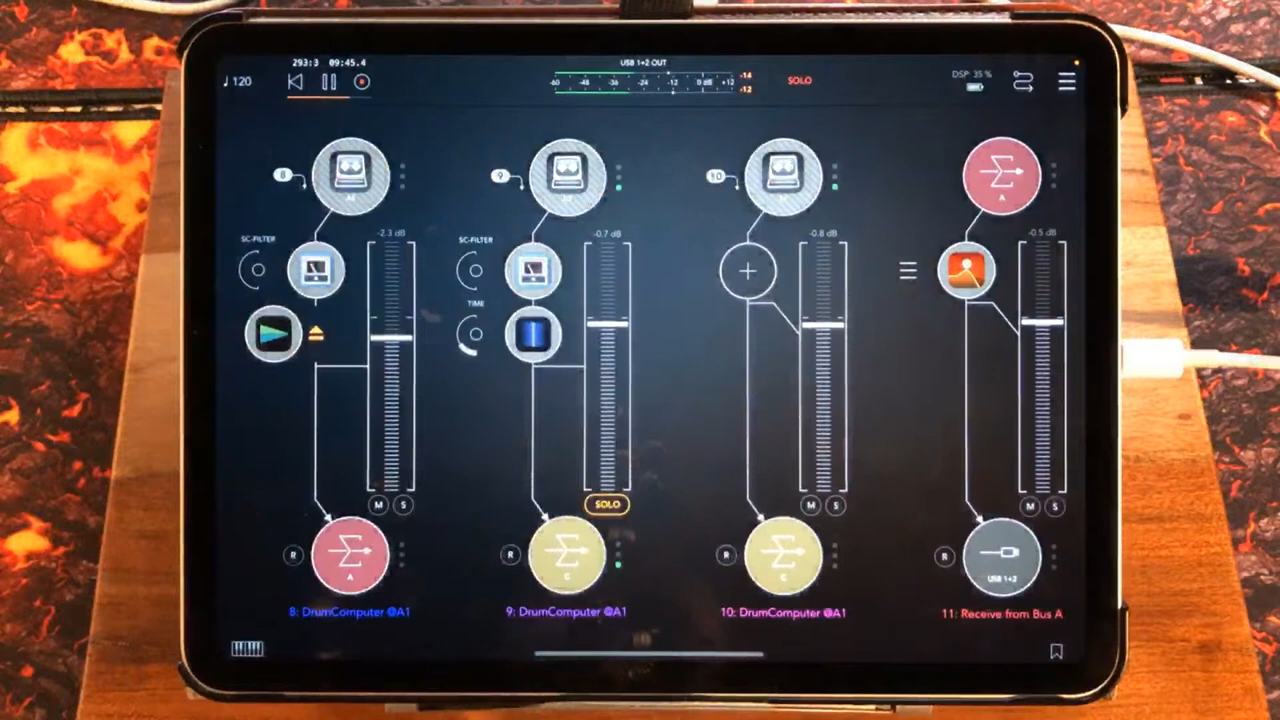 293:3 09:45.4
USB 1+2 OUT
♩ 120
-60 -48 -36 -24 -12 0 dB +12
-14
-12
SOLO
DSP: 35 %
8
9
10
A
SC-FILTER
-2.3 dB
SC-FILTER
-0.7 dB
-0.8 dB
-0.5 dB
TIME
M S
SOLO
M S
M S
R
A
R
C
R
C
R
USB 1+2
8: DrumComputer @A1
9: DrumComputer @A1
10: DrumComputer @A1
11: Receive from Bus A